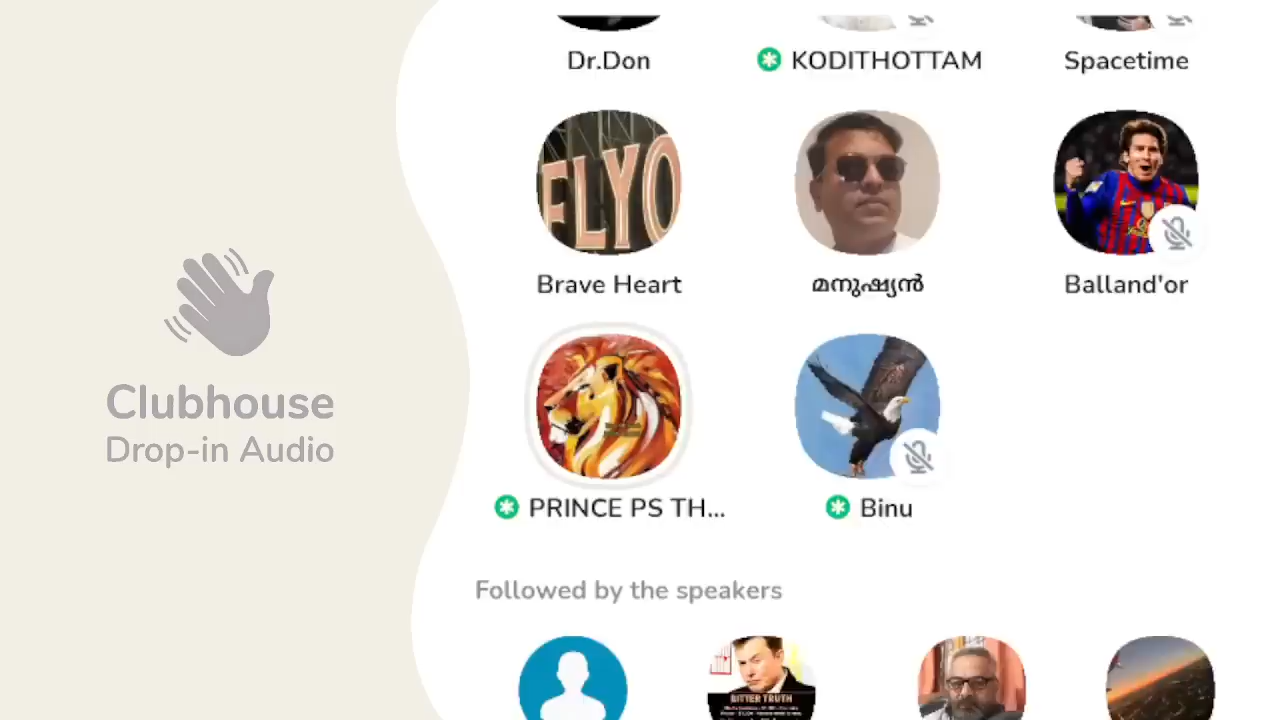 Dr.Don
KODITHOTTAM
Spacetime
FLYO
Brave Heart
മനുഷ്യൻ
Balland'or
Clubhouse
Drop-in Audio
PRINCE PS TH...
Binu
Followed by the speakers
BITTER TRUTH